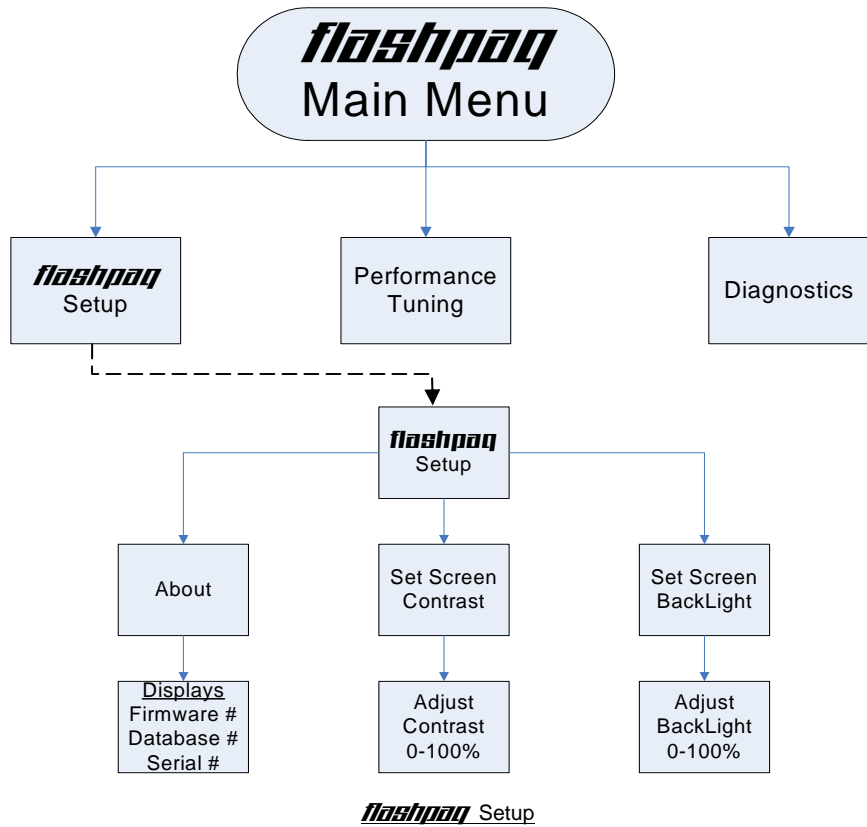 flashpaq
Main Menu
flashpaq
Setup
Performance
Tuning
Diagnostics
flashpaq
Setup
About
Set Screen
Contrast
Set Screen
BackLight
Displays
Firmware #
Database #
Serial #
Adjust
Contrast
0-100%
Adjust
BackLight
0-100%
flashpaq Setup